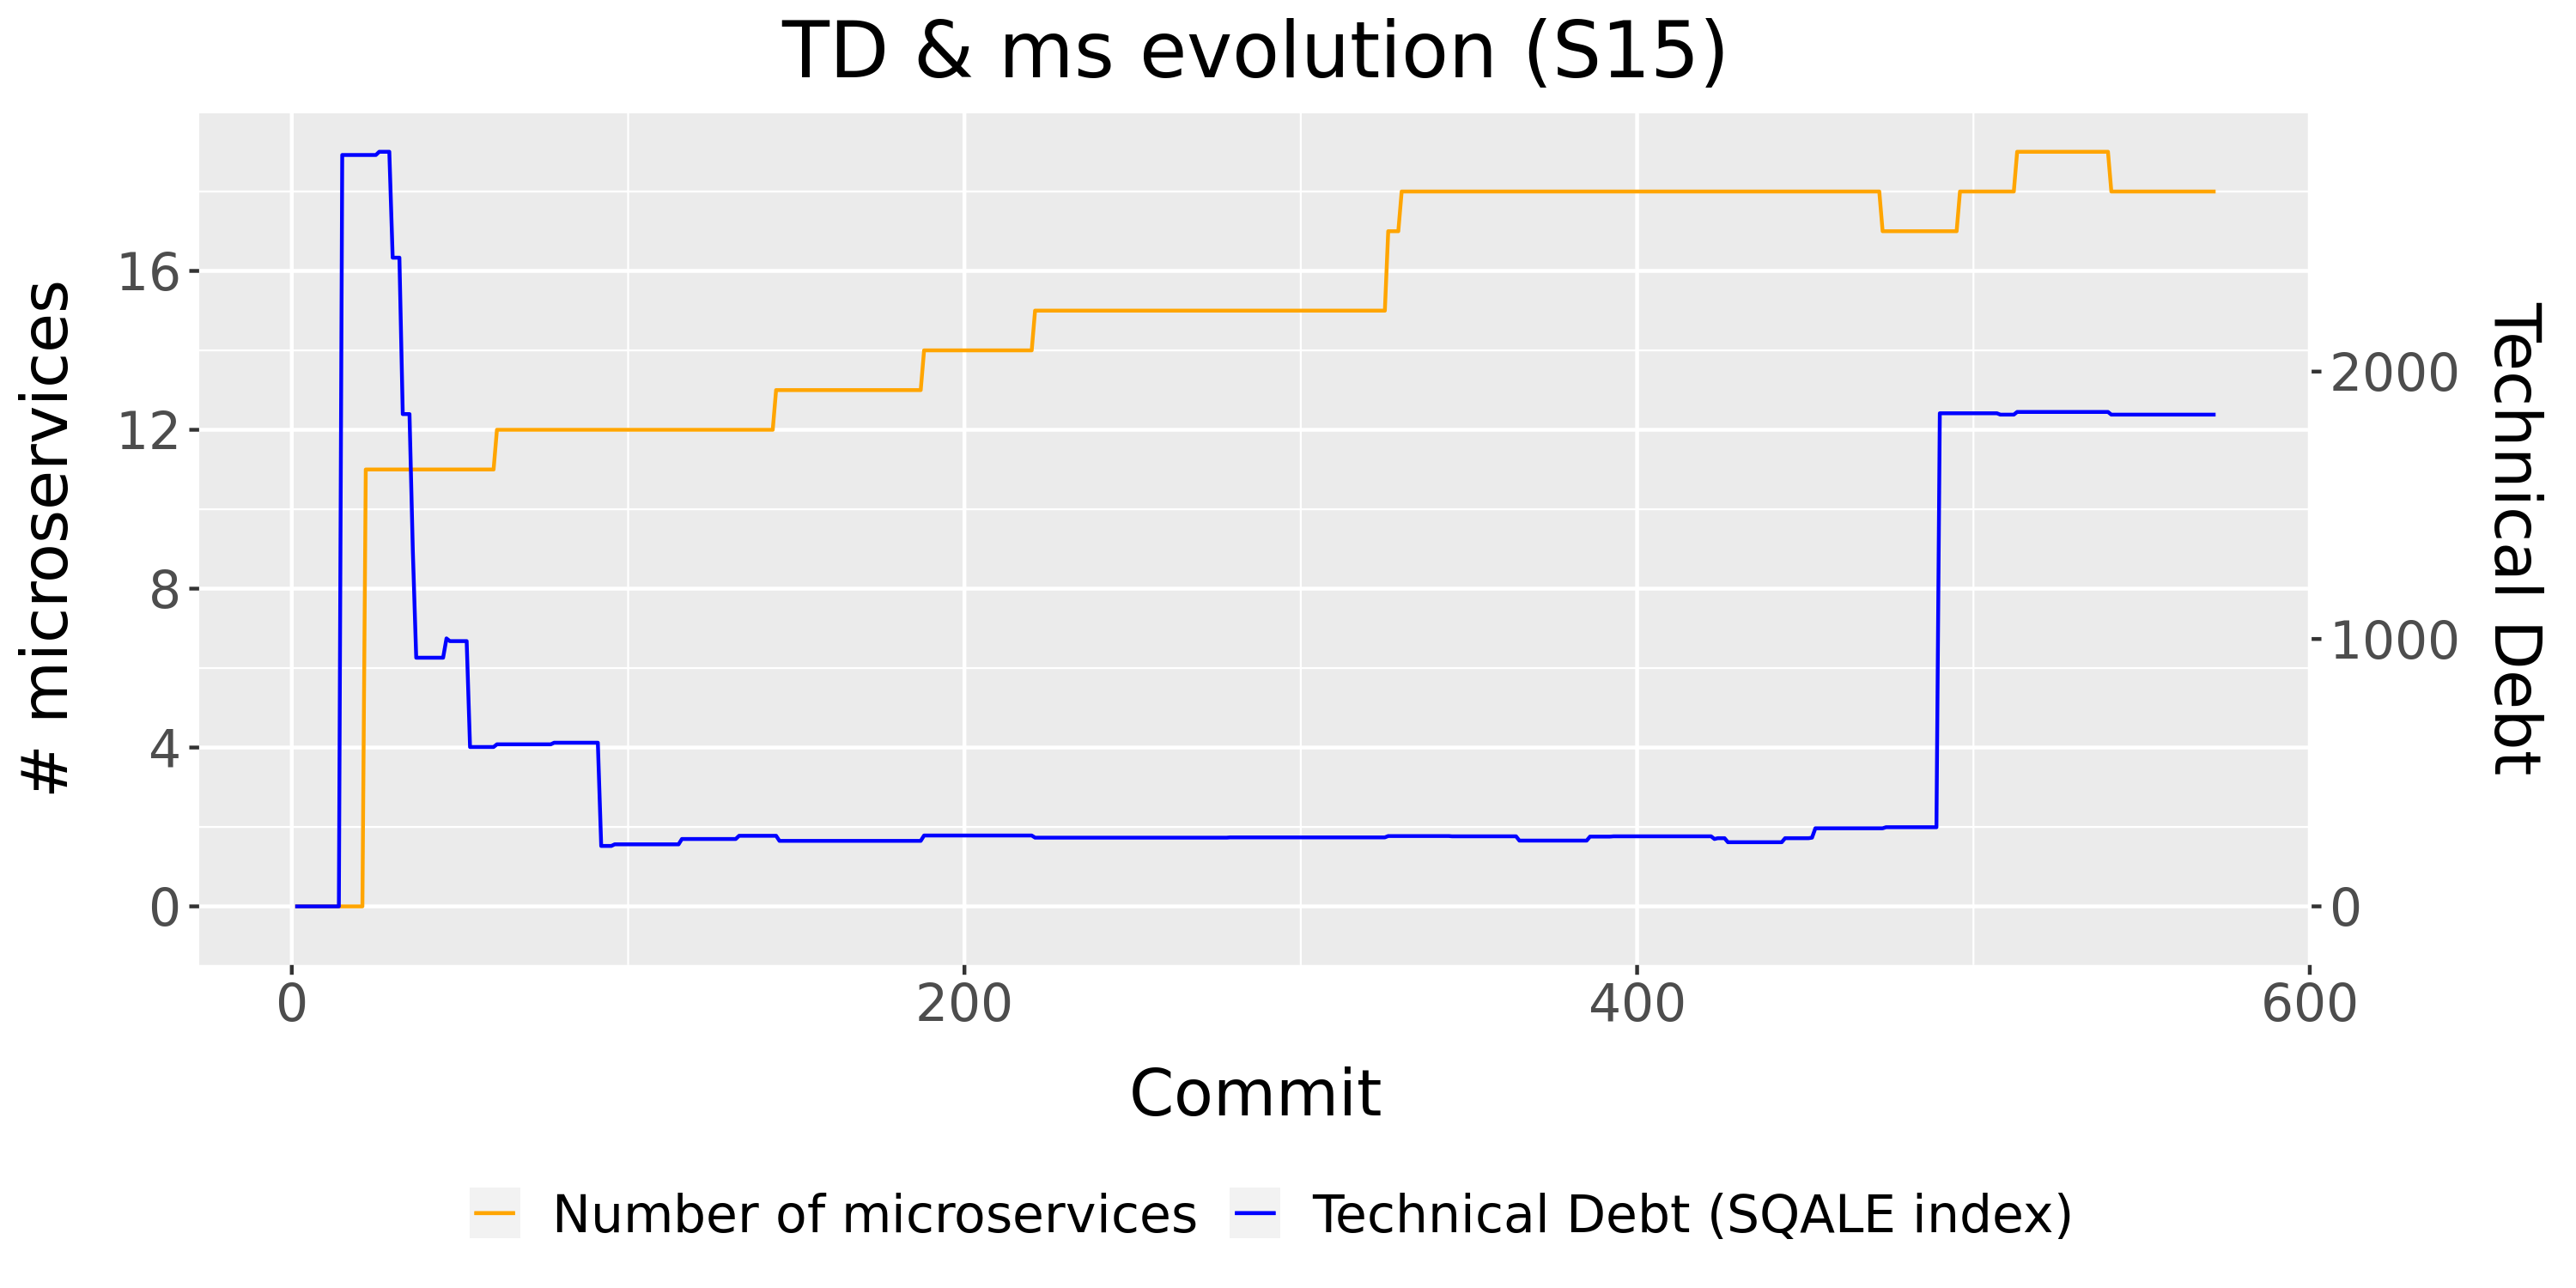 TD & ms evolution (S15)
# microservices
16
12
8
4
0
2000
1000
0
Technical Debt
0 200 400 600
Commit
Number of microservices Technical Debt (SQALE index)